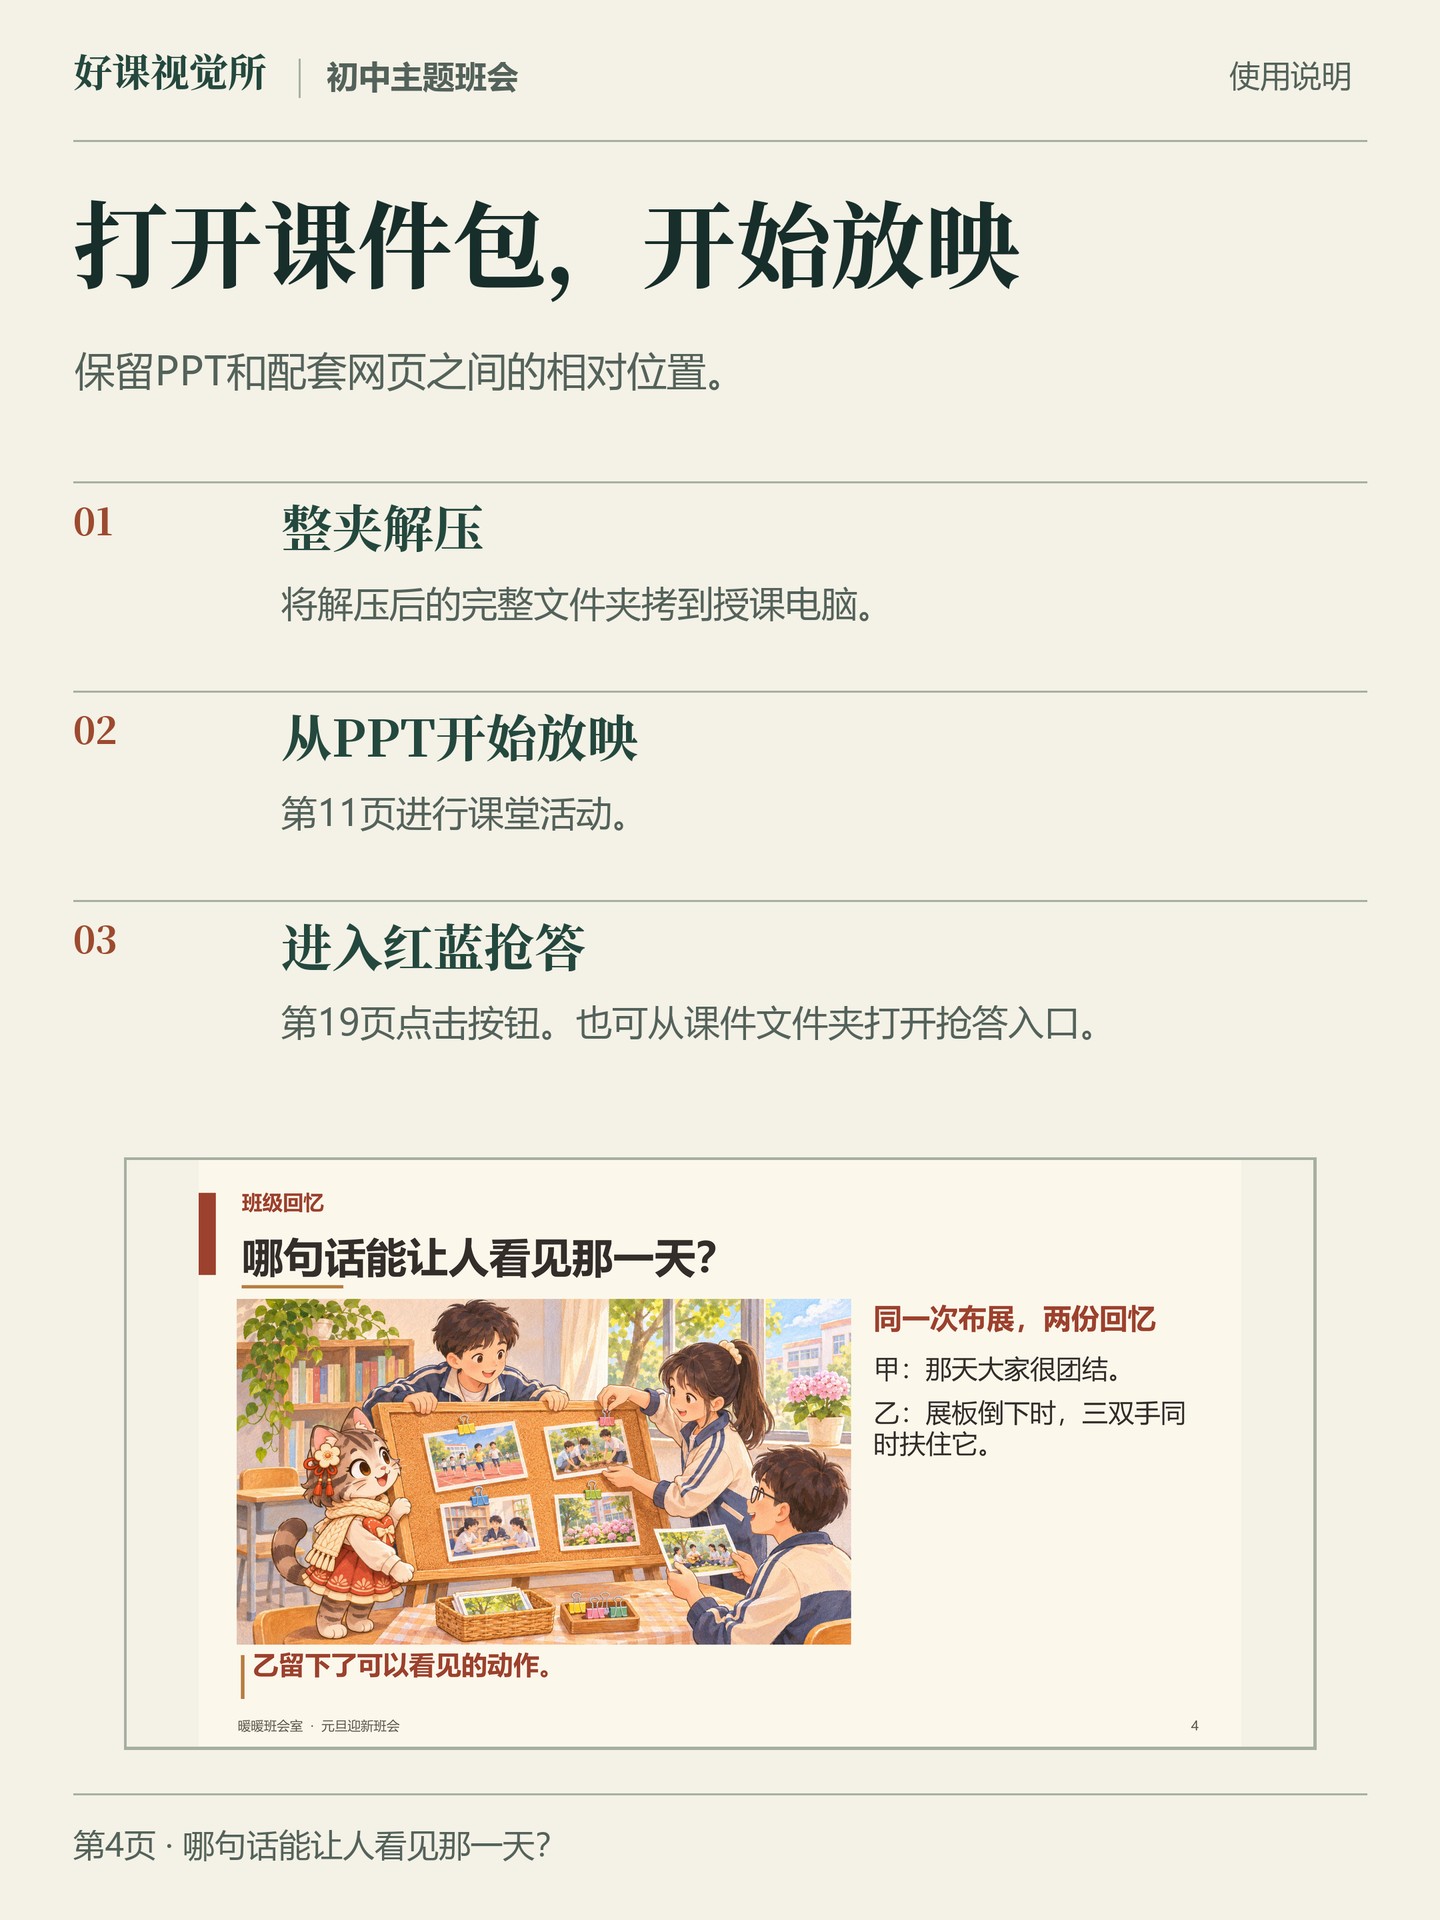 好课视觉所
初中主题班会
使用说明
打开课件包，开始放映
保留PPT和配套网页之间的相对位置。
01
整夹解压
将解压后的完整文件夹拷到授课电脑。
02
从PPT开始放映
第11页进行课堂活动。
03
进入红蓝抢答
第19页点击按钮。也可从课件文件夹打开抢答入口。
班级回忆
哪句话能让人看见那一天？
同一次布展，两份回忆
甲：那天大家很团结。
乙：展板倒下时，三双手同
时扶住它。
乙留下了可以看见的动作。
暖暖班会室 · 元旦迎新班会
4
第4页 · 哪句话能让人看见那一天？